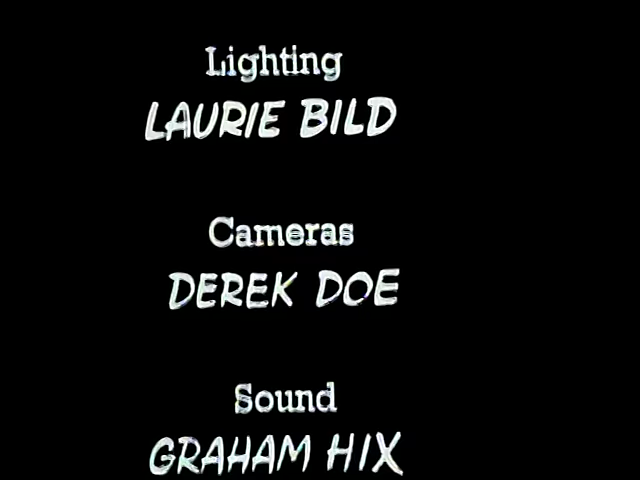 Lighting
LAURIE BILD
Cameras
DEREK DOE
Sound
GRAHAM HIX